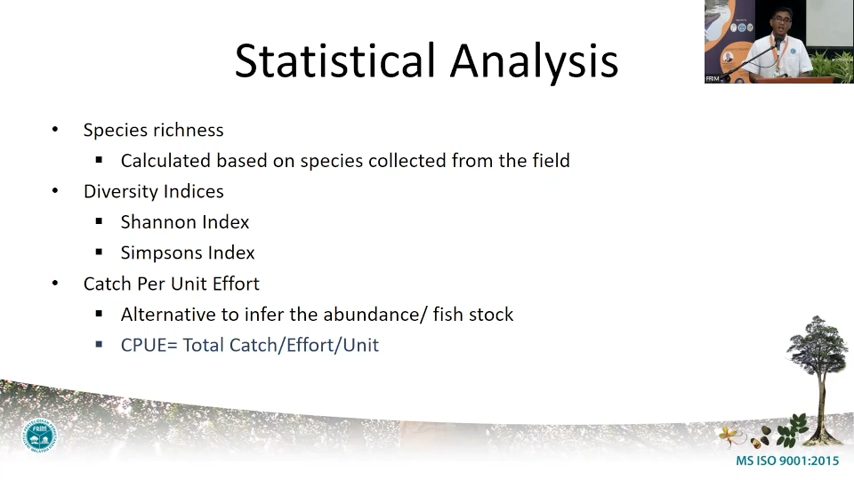 Statistical Analysis
• Species richness
▪ Calculated based on species collected from the field
• Diversity Indices
▪ Shannon Index
▪ Simpsons Index
• Catch Per Unit Effort
▪ Alternative to infer the abundance/ fish stock
▪ CPUE= Total Catch/Effort/Unit
FRIM
FRIM
MS ISO 9001:2015